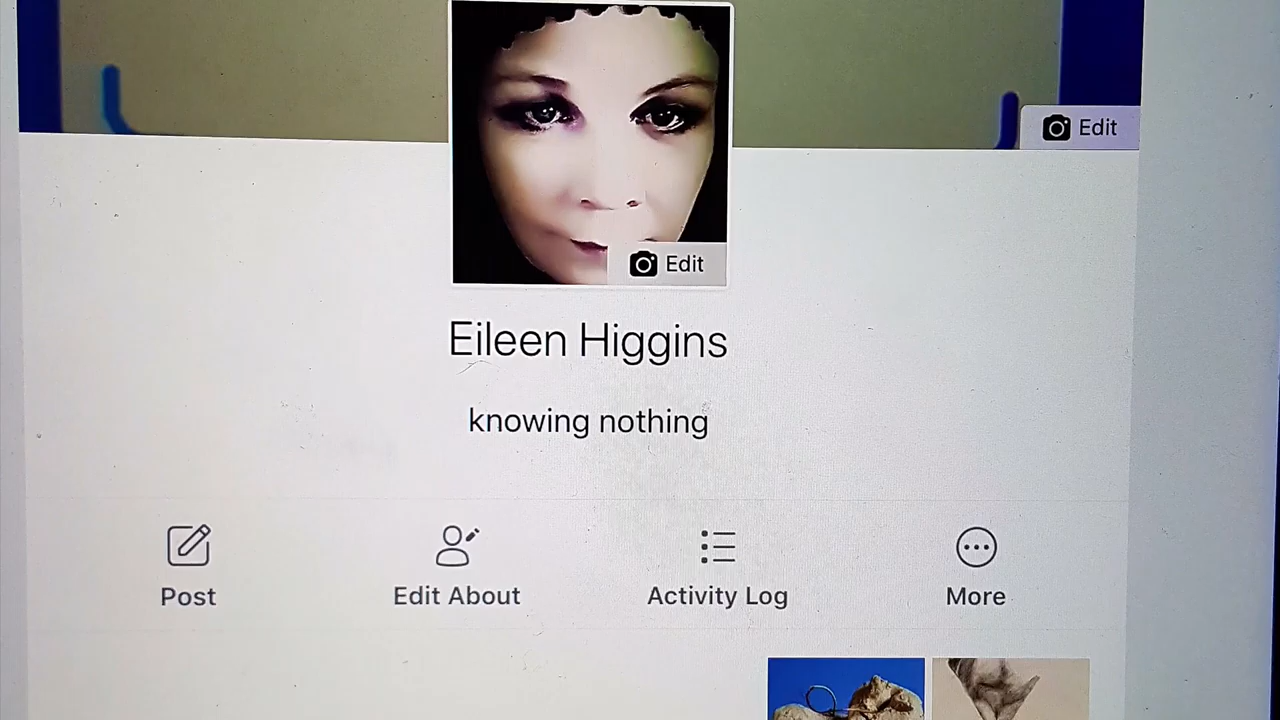 Edit
Edit
Eileen Higgins
knowing nothing
Post
Edit About
Activity Log
More